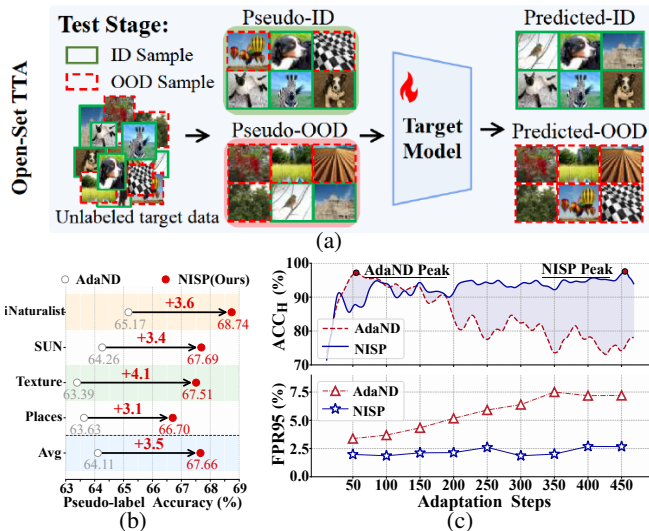 Open-Set TTA
Test Stage:
ID Sample
OOD Sample
Unlabeled target data
Pseudo-ID
Pseudo-OOD
Target
Model
Predicted-ID
Predicted-OOD
(a)
AdaND
NISP(Ours)
iNaturalist
+3.6
65.17
68.74
SUN
+3.4
64.26
67.69
Texture
+4.1
63.39
67.51
Places
+3.1
63.63
66.70
Avg
+3.5
64.11
67.66
63 64 65 66 67 68 69
Pseudo-label Accuracy (%)
(b)
ACC_H (%)
100
90
80
70
AdaND Peak
NISP Peak
AdaND
NISP
FPR95 (%)
7.5
5.0
2.5
0.0
AdaND
NISP
50 100 150 200 250 300 350 400 450
Adaptation Steps
(c)